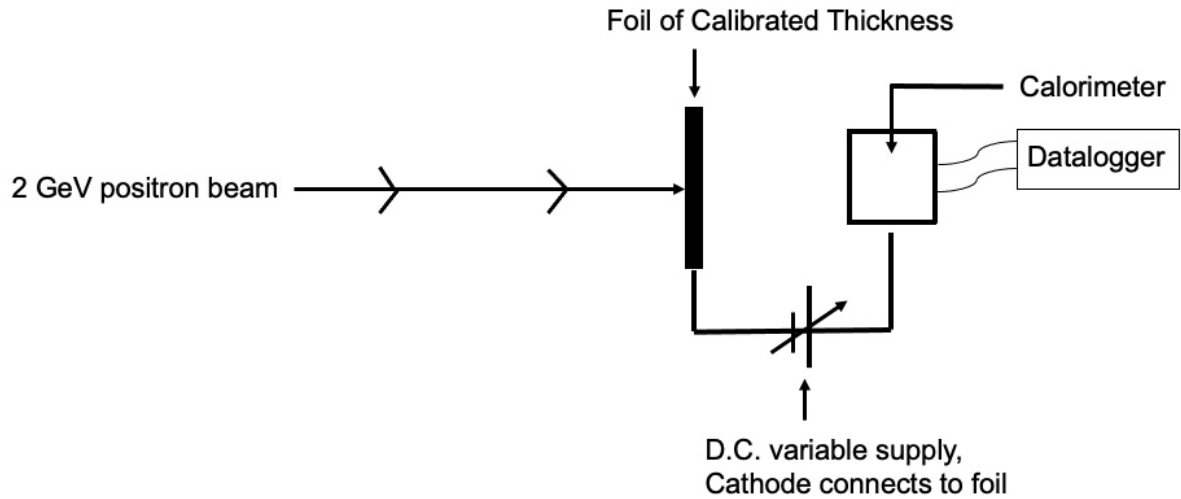 Foil of Calibrated Thickness
Calorimeter
Datalogger
2 GeV positron beam
D.C. variable supply,
Cathode connects to foil